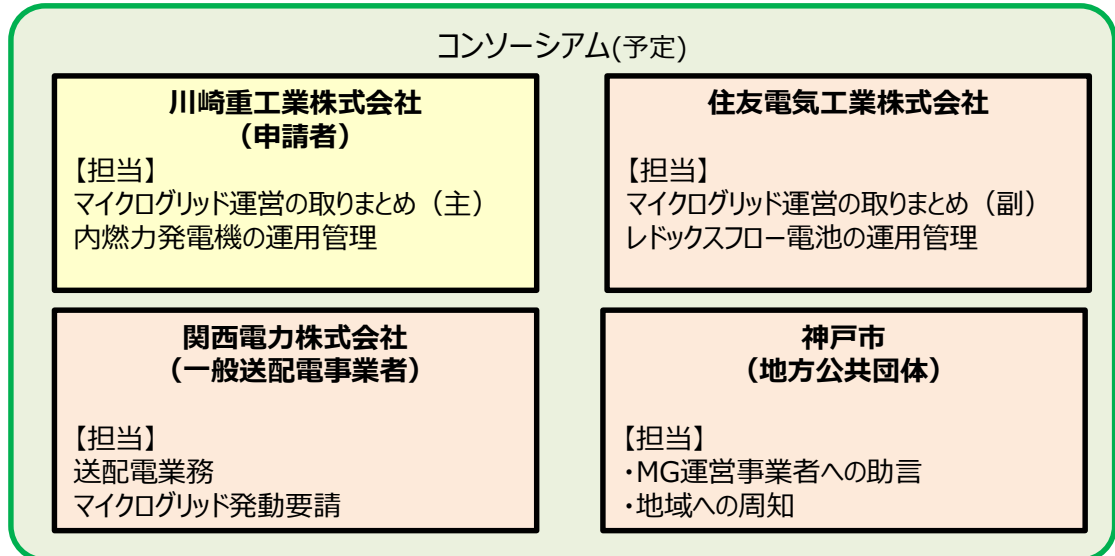 コンソーシアム(予定)
川崎重工業株式会社
（申請者）
【担当】
マイクログリッド運営の取りまとめ（主）
内燃力発電機の運用管理
住友電気工業株式会社
【担当】
マイクログリッド運営の取りまとめ（副）
レドックスフロー電池の運用管理
関西電力株式会社
（一般送配電事業者）
【担当】
送配電業務
マイクログリッド発動要請
神戸市
（地方公共団体）
【担当】
・MG運営事業者への助言
・地域への周知